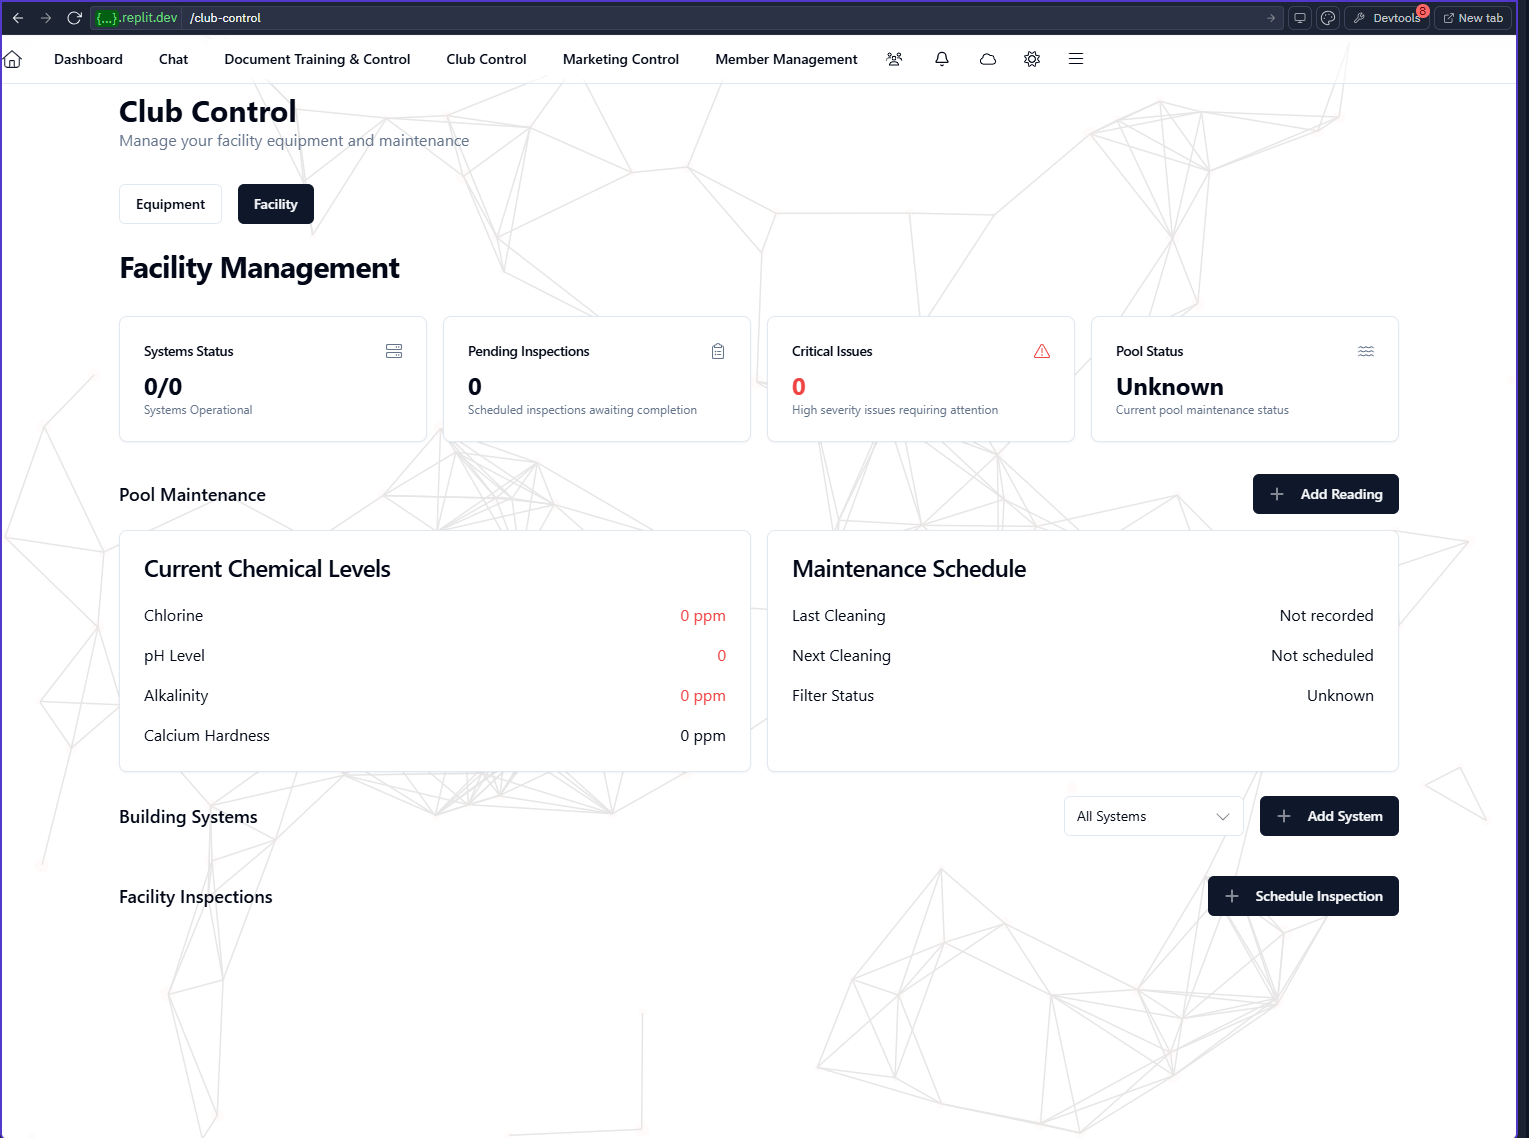 {...}.replit.dev /club-control
Devtools 8
New tab
Dashboard Chat Document Training & Control Club Control Marketing Control Member Management
Club Control
Manage your facility equipment and maintenance
Equipment Facility
Facility Management
Systems Status
0/0
Systems Operational
Pending Inspections
0
Scheduled inspections awaiting completion
Critical Issues
0
High severity issues requiring attention
Pool Status
Unknown
Current pool maintenance status
Pool Maintenance
Add Reading
Current Chemical Levels
Chlorine 0 ppm
pH Level 0
Alkalinity 0 ppm
Calcium Hardness 0 ppm
Maintenance Schedule
Last Cleaning Not recorded
Next Cleaning Not scheduled
Filter Status Unknown
Building Systems
All Systems
Add System
Facility Inspections
Schedule Inspection